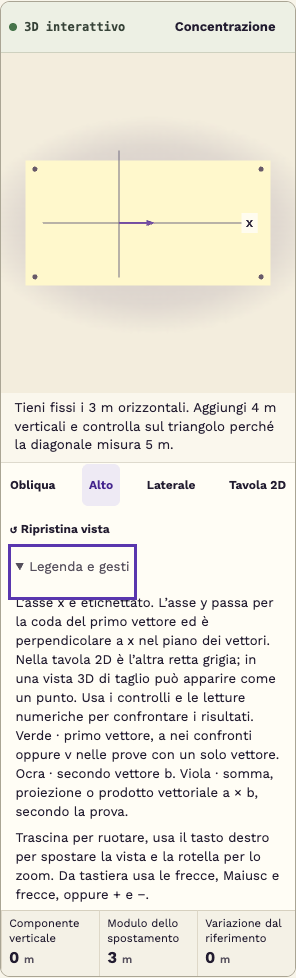 3D interattivo
Concentrazione
x
Tieni fissi i 3 m orizzontali. Aggiungi 4 m
verticali e controlla sul triangolo perché
la diagonale misura 5 m.
Obliqua Alto Laterale Tavola 2D
↺ Ripristina vista
▼ Legenda e gesti
L’asse x è etichettato. L’asse y passa per
la coda del primo vettore ed è
perpendicolare a x nel piano dei vettori.
Nella tavola 2D è l’altra retta grigia; in
una vista 3D di taglio può apparire come
un punto. Usa i controlli e le letture
numeriche per confrontare i risultati.
Verde · primo vettore, a nei confronti
oppure v nelle prove con un solo vettore.
Ocra · secondo vettore b. Viola · somma,
proiezione o prodotto vettoriale a × b,
secondo la prova.
Trascina per ruotare, usa il tasto destro
per spostare la vista e la rotella per lo
zoom. Da tastiera usa le frecce, Maiusc e
frecce, oppure + e −.
Componente
verticale
0 m
Modulo dello
spostamento
3 m
Variazione dal
riferimento
0 m